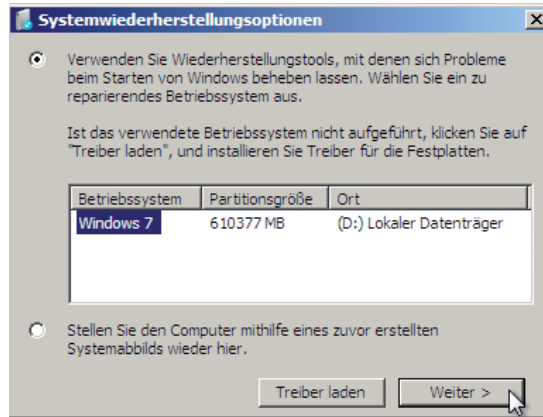 Systemwiederherstellungsoptionen
Verwenden Sie Wiederherstellungstools, mit denen sich Probleme
beim Starten von Windows beheben lassen. Wählen Sie ein zu
reparierendes Betriebssystem aus.
Ist das verwendete Betriebssystem nicht aufgeführt, klicken Sie auf
"Treiber laden", und installieren Sie Treiber für die Festplatten.
Betriebssystem Partitionsgröße Ort
Windows 7 610377 MB (D:) Lokaler Datenträger
Stellen Sie den Computer mithilfe eines zuvor erstellten
Systemabbilds wieder hier.
Treiber laden Weiter >